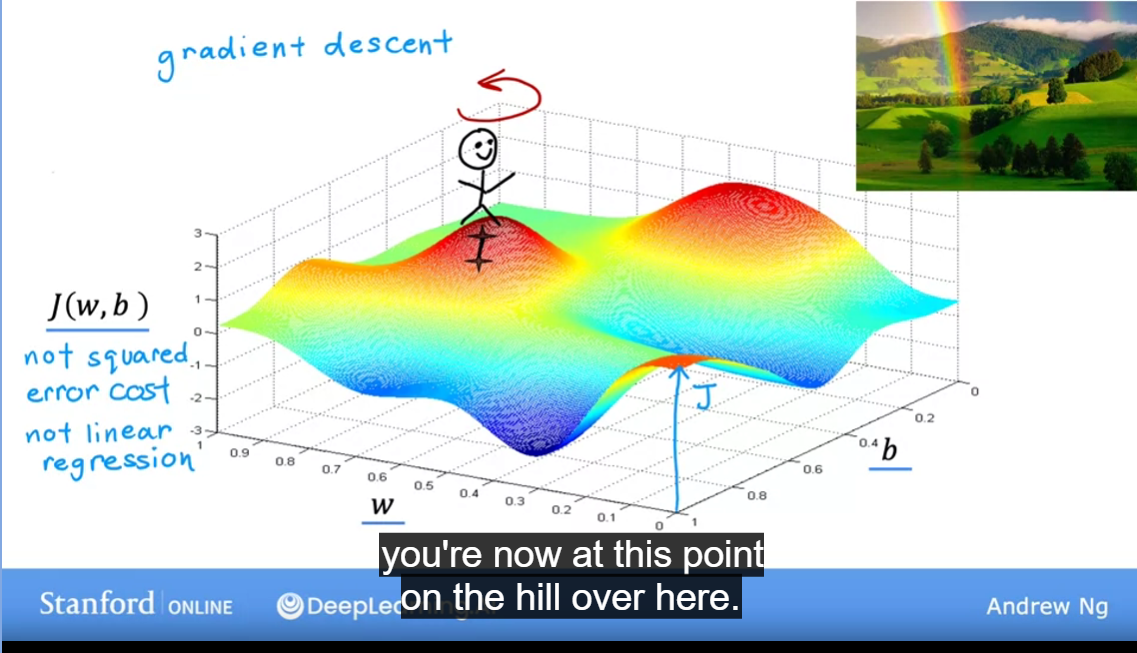 gradient descent
J(w, b )
not squared
error cost
not linear
regression
3
2
1
0
-1
-2
-3
1
0.9
0.8
0.7
0.6
0.5
0.4
0.3
0.2
0.1
0
w
1
0.8
0.6
0.4
0.2
0
b
J
you're now at this point
on the hill over here.
Stanford ONLINE
Andrew Ng